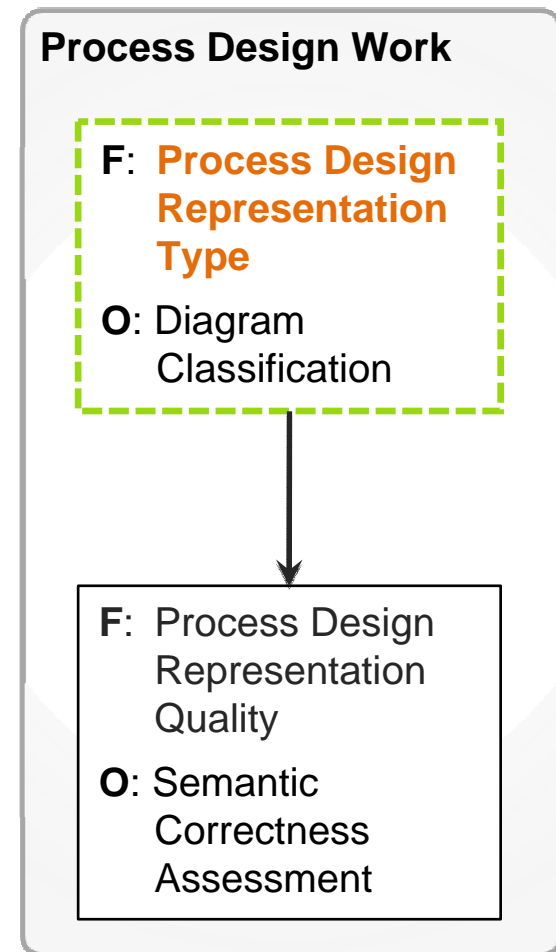 Process Design Work
F: Process Design
Representation
Type
O: Diagram
Classification
F: Process Design
Representation
Quality
O: Semantic
Correctness
Assessment